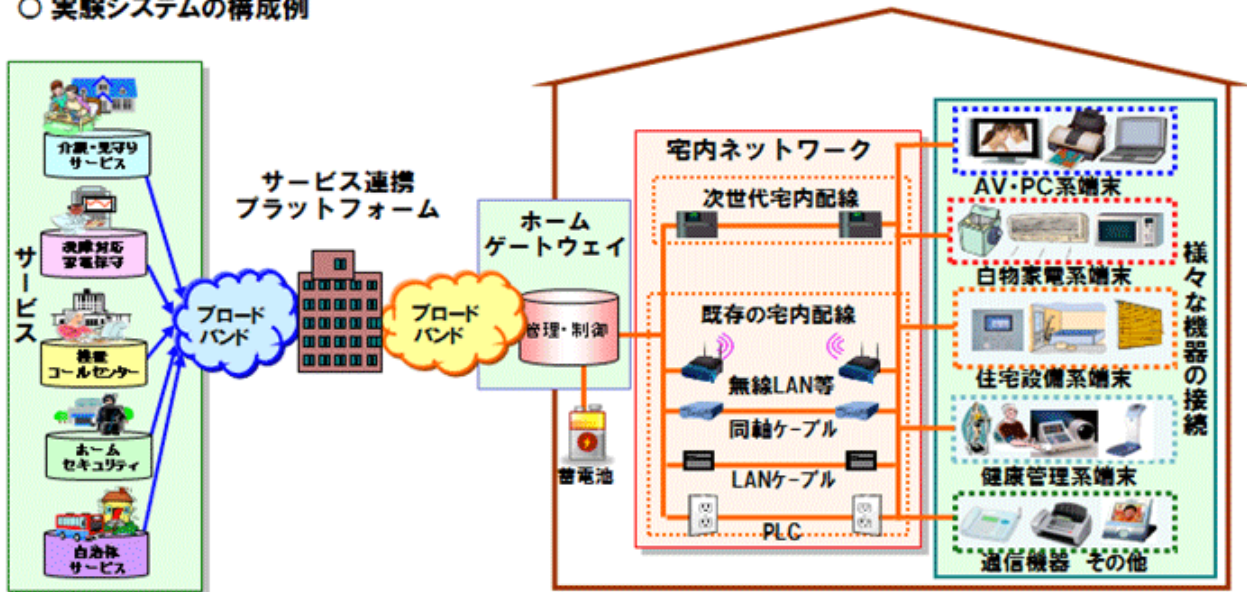 ○ 実験システムの構成例
サービス
介護・見守り
サービス
故障対応
家電保守
コールセンター
ホーム
セキュリティ
自治体
サービス
ブロード
バンド
サービス連携
プラットフォーム
ブロード
バンド
ホーム
ゲートウェイ
管理・制御
蓄電池
宅内ネットワーク
次世代宅内配線
既存の宅内配線
無線LAN等
同軸ケーブル
LANケーブル
PLC
AV・PC系端末
白物家電系端末
住宅設備系端末
健康管理系端末
通信機器 その他
様々な機器の接続